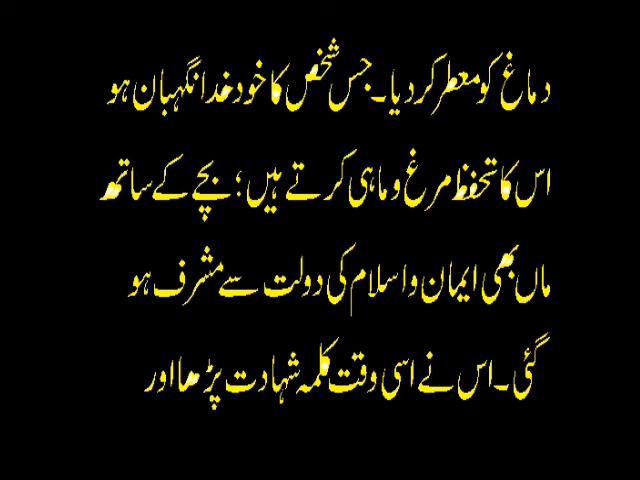 دماغ کو معطر کر دیا۔ جس شخص کا خود خدا نگہبان ہو
اس کا تحفظ مرغ و ماہی کرتے ہیں؛ بچے کے ساتھ
ماں بھی ایمان و اسلام کی دولت سے مشرف ہو
گئی۔ اس نے اسی وقت کلمہ شہادت پڑھا اور